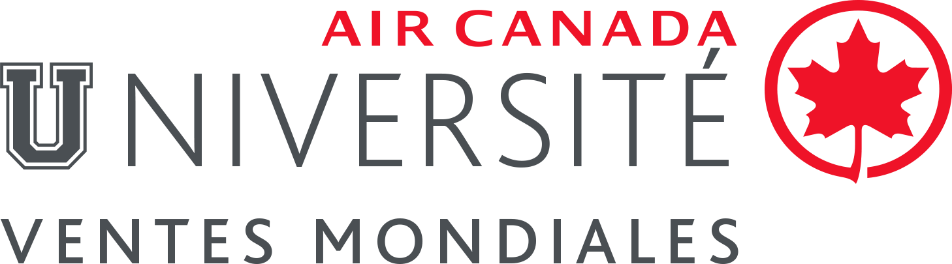 AIR CANADA
UNIVERSITÉ
VENTES MONDIALES